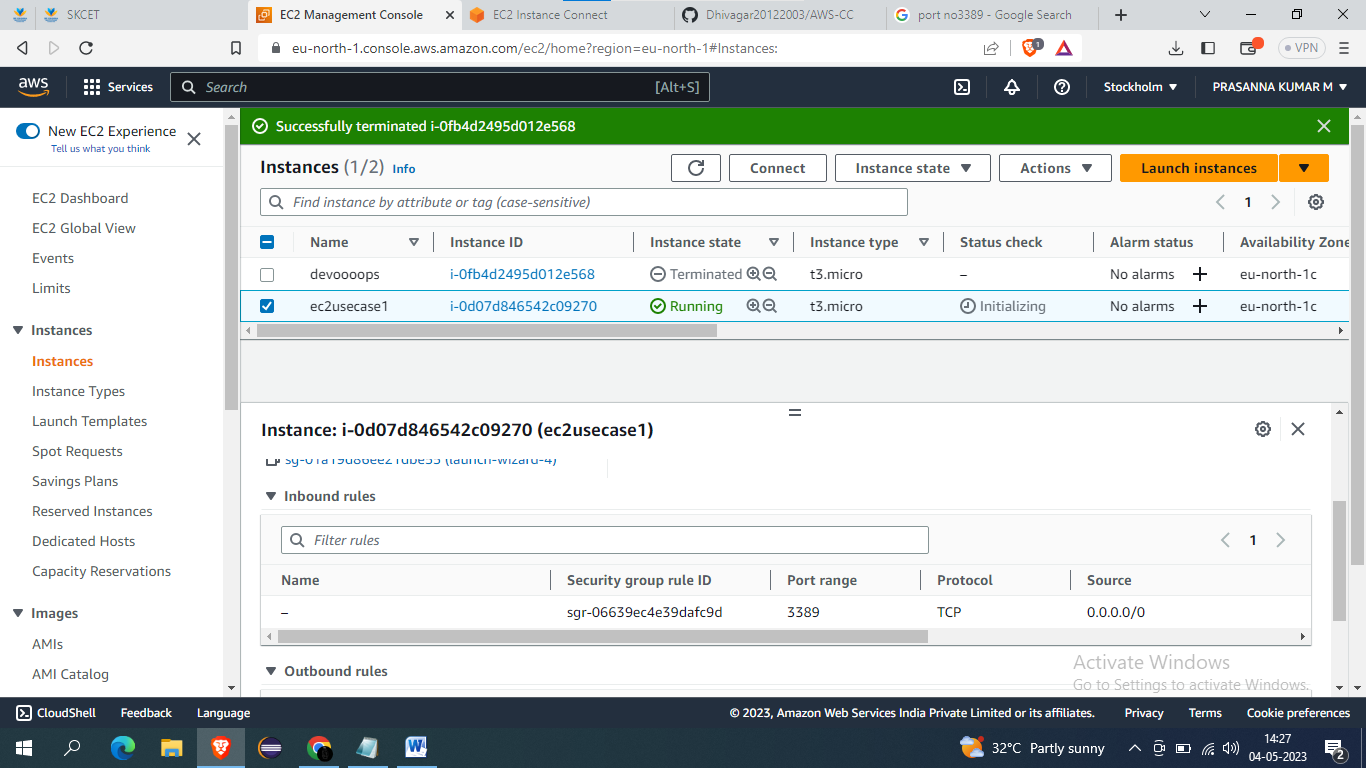 SKCET
EC2 Management Console
EC2 Instance Connect
Dhivagar20122003/AWS-CC
port no3389 - Google Search
eu-north-1.console.aws.amazon.com/ec2/home?region=eu-north-1#Instances:
1
VPN
aws
Services
Search
[Alt+S]
Stockholm
PRASANNA KUMAR M
New EC2 Experience
Tell us what you think
Successfully terminated i-0fb4d2495d012e568
Instances (1/2) Info
Connect
Instance state
Actions
Launch instances
Find instance by attribute or tag (case-sensitive)
1
Name Instance ID Instance state Instance type Status check Alarm status Availability Zone
devoooops i-0fb4d2495d012e568 Terminated t3.micro – No alarms + eu-north-1c
ec2usecase1 i-0d07d846542c09270 Running t3.micro Initializing No alarms + eu-north-1c
EC2 Dashboard
EC2 Global View
Events
Limits
Instances
Instances
Instance Types
Launch Templates
Spot Requests
Savings Plans
Reserved Instances
Dedicated Hosts
Capacity Reservations
Images
AMIs
AMI Catalog
Instance: i-0d07d846542c09270 (ec2usecase1)
sg-01a19d86ee21dbe55 (launch-wizard-4)
Inbound rules
Filter rules
1
Name Security group rule ID Port range Protocol Source
– sgr-06639ec4e39dafc9d 3389 TCP 0.0.0.0/0
Outbound rules
Activate Windows
Go to Settings to activate Windows.
CloudShell
Feedback
Language
© 2023, Amazon Web Services India Private Limited or its affiliates.
Privacy
Terms
Cookie preferences
32°C Partly sunny
14:27
04-05-2023
2